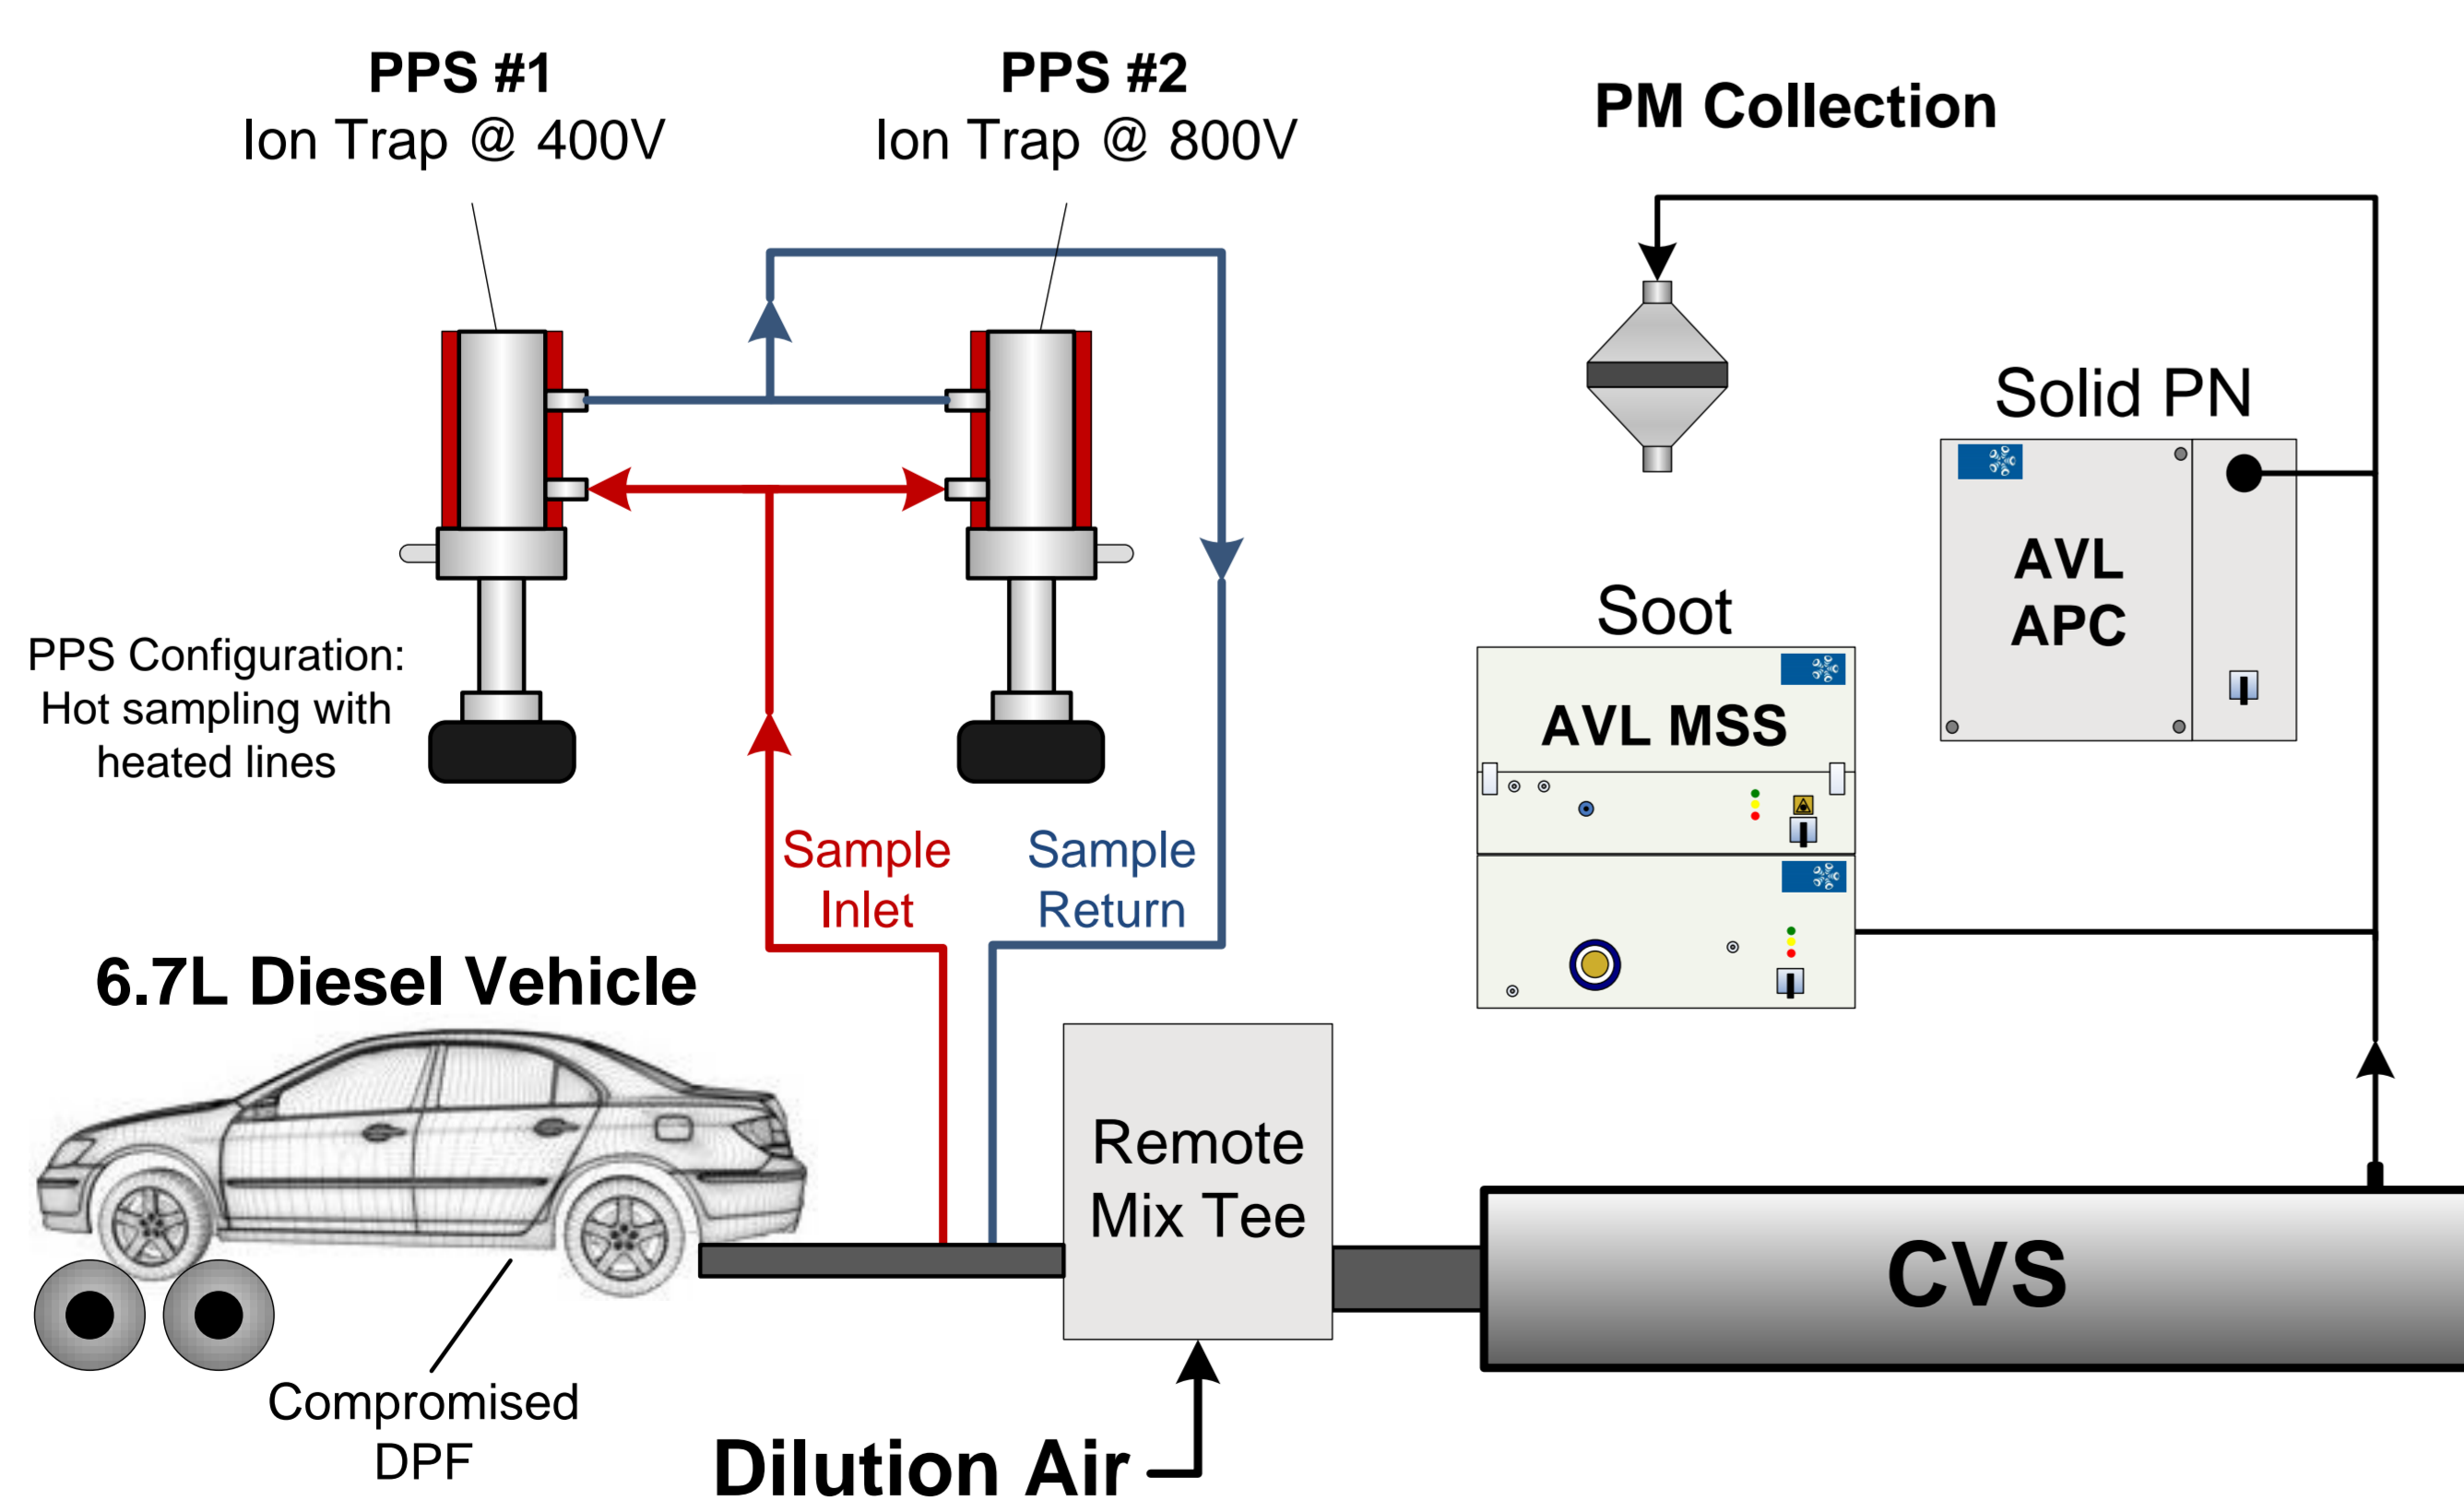 PPS #1
Ion Trap @ 400V
PPS #2
Ion Trap @ 800V
PM Collection
Solid PN
AVL
APC
Soot
AVL MSS
PPS Configuration:
Hot sampling with
heated lines
Sample
Inlet
Sample
Return
6.7L Diesel Vehicle
Remote
Mix Tee
CVS
Compromised
DPF
Dilution Air